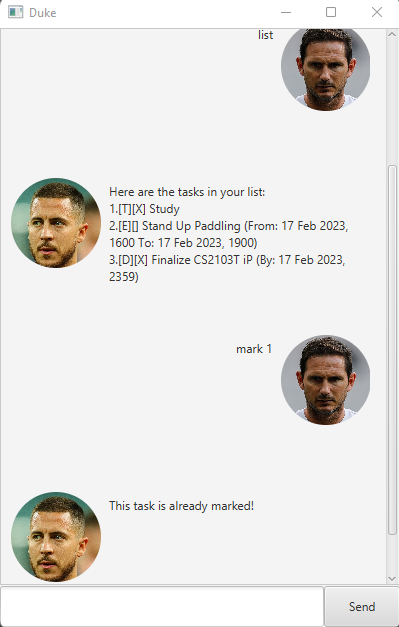 Duke
list
Here are the tasks in your list:
1.[T][X] Study
2.[E][] Stand Up Paddling (From: 17 Feb 2023,
1600 To: 17 Feb 2023, 1900)
3.[D][X] Finalize CS2103T iP (By: 17 Feb 2023,
2359)
mark 1
This task is already marked!
Send